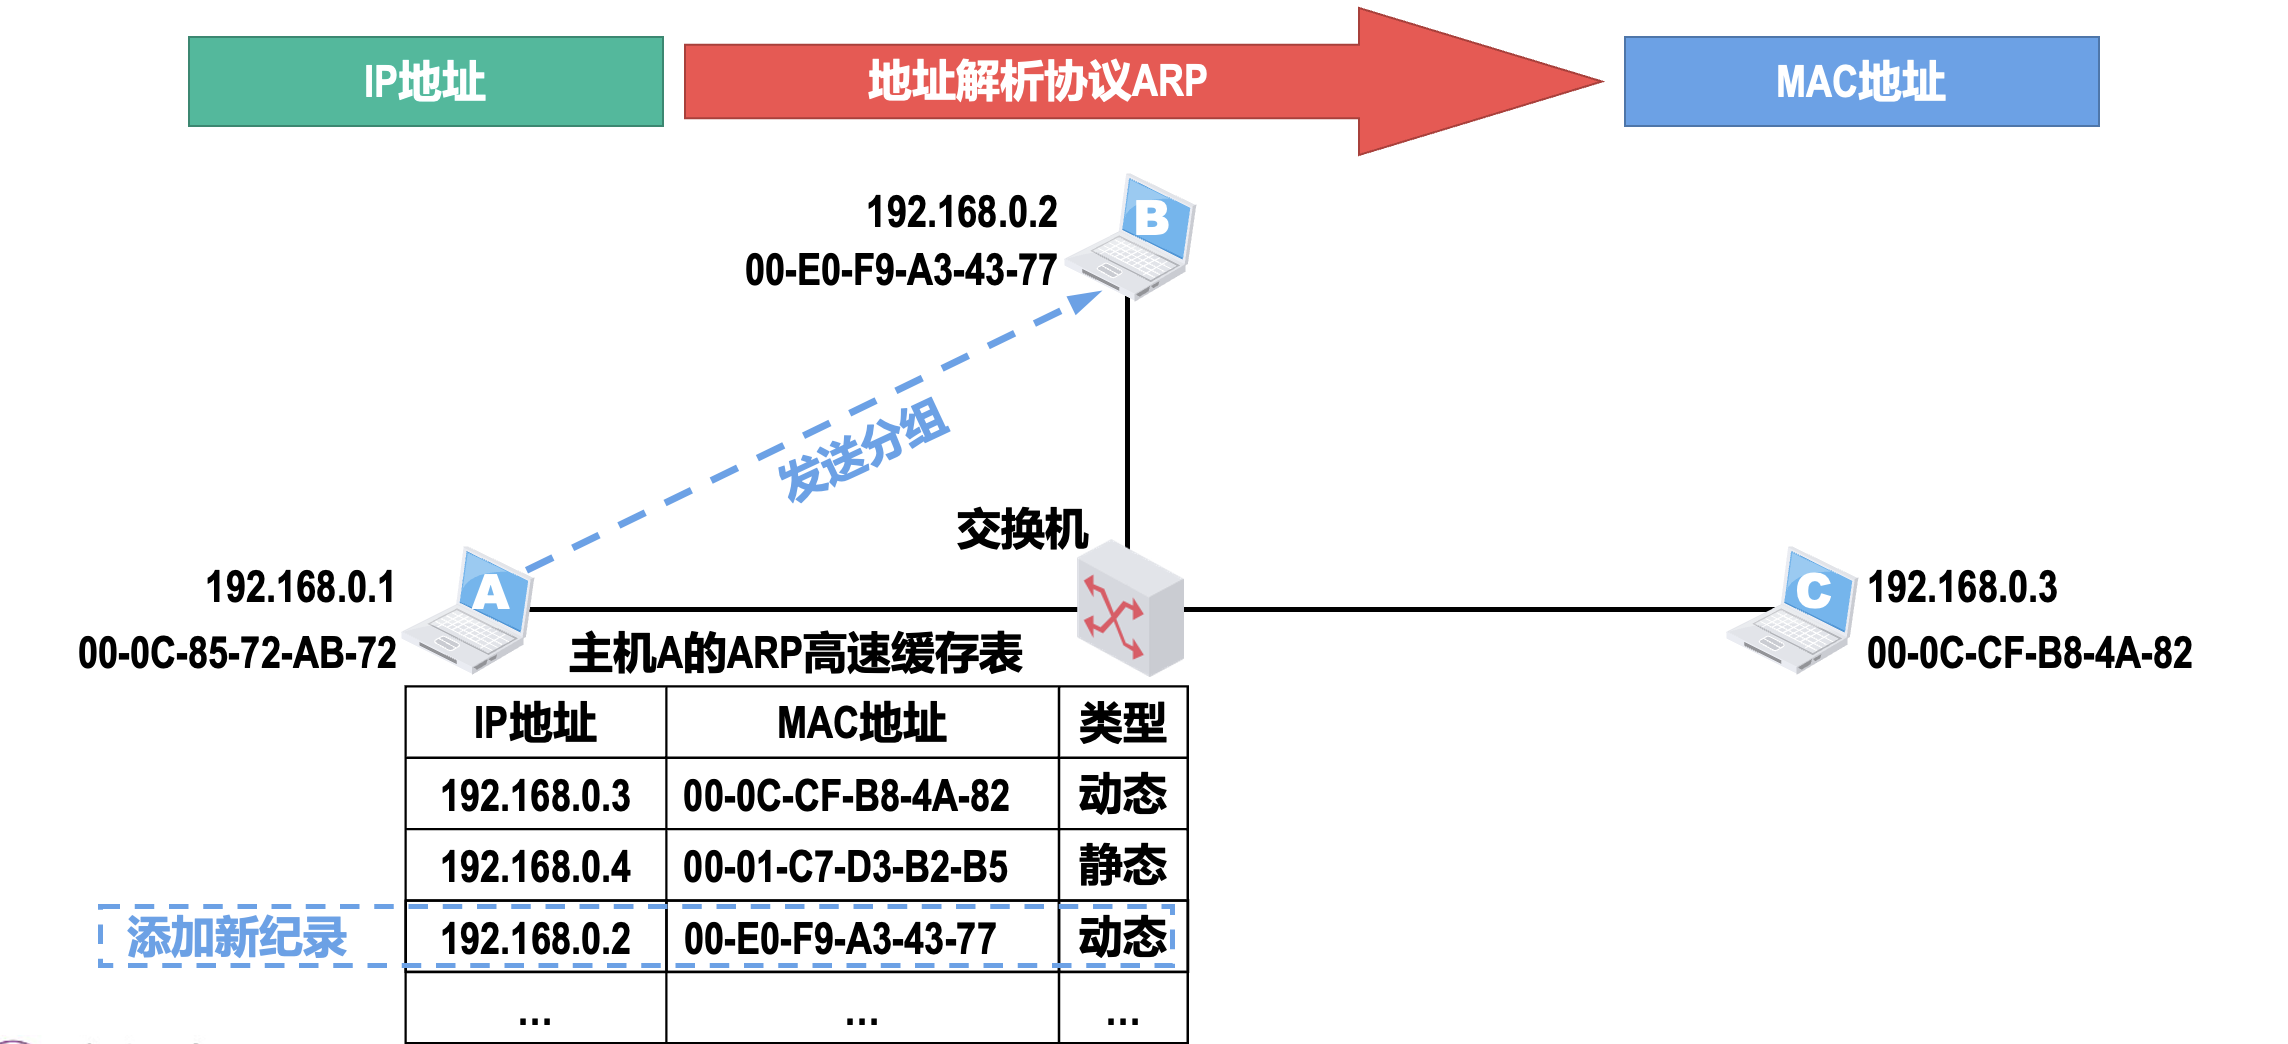 IP地址
地址解析协议ARP
MAC地址
192.168.0.2
00-E0-F9-A3-43-77
B
发送分组
交换机
192.168.0.1
00-0C-85-72-AB-72
A
C
192.168.0.3
00-0C-CF-B8-4A-82
主机A的ARP高速缓存表
IP地址 MAC地址 类型
192.168.0.3 00-0C-CF-B8-4A-82 动态
192.168.0.4 00-01-C7-D3-B2-B5 静态
添加新纪录 192.168.0.2 00-E0-F9-A3-43-77 动态
... ... ...